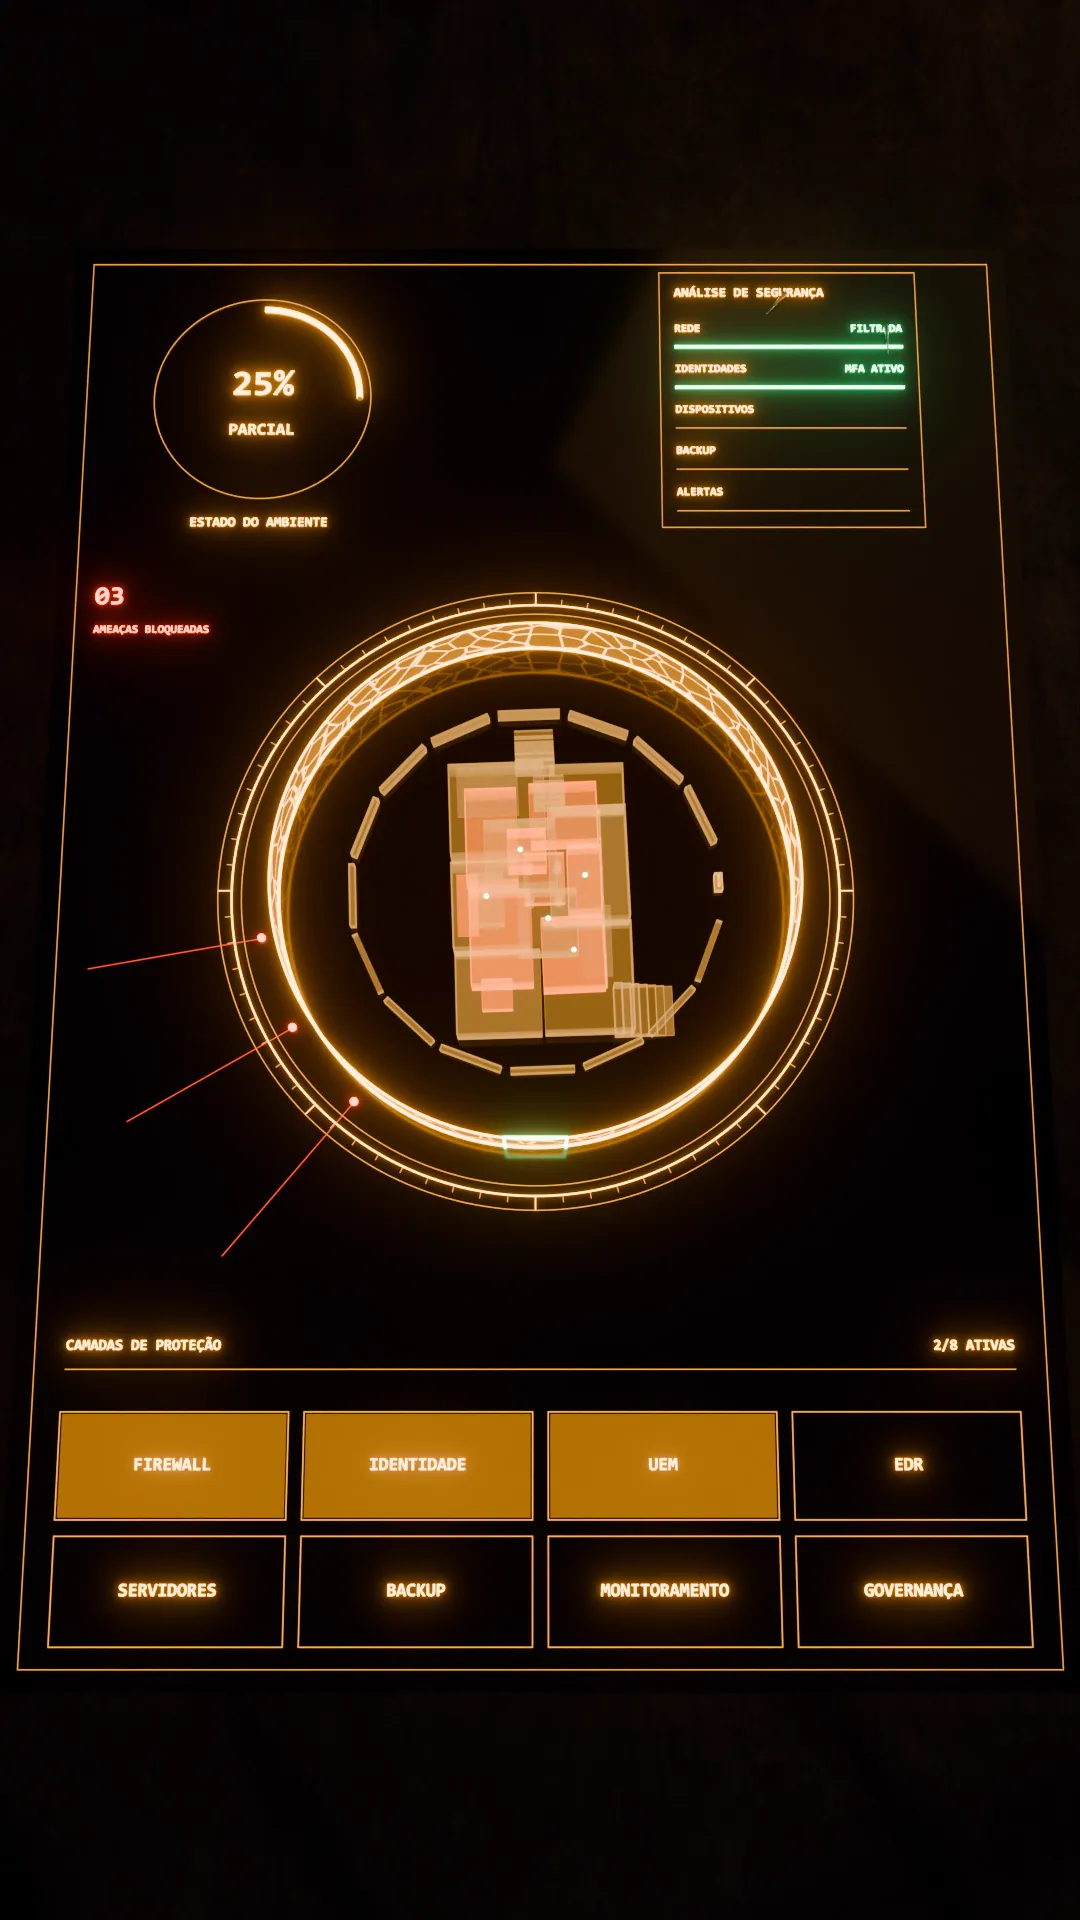 25%
PARCIAL
ESTADO DO AMBIENTE
ANÁLISE DE SEGURANÇA
REDE FILTRADA
IDENTIDADES MFA ATIVO
DISPOSITIVOS
BACKUP
ALERTAS
03
AMEAÇAS BLOQUEADAS
CAMADAS DE PROTEÇÃO 2/8 ATIVAS
FIREWALL IDENTIDADE UEM EDR
SERVIDORES BACKUP MONITORAMENTO GOVERNANÇA